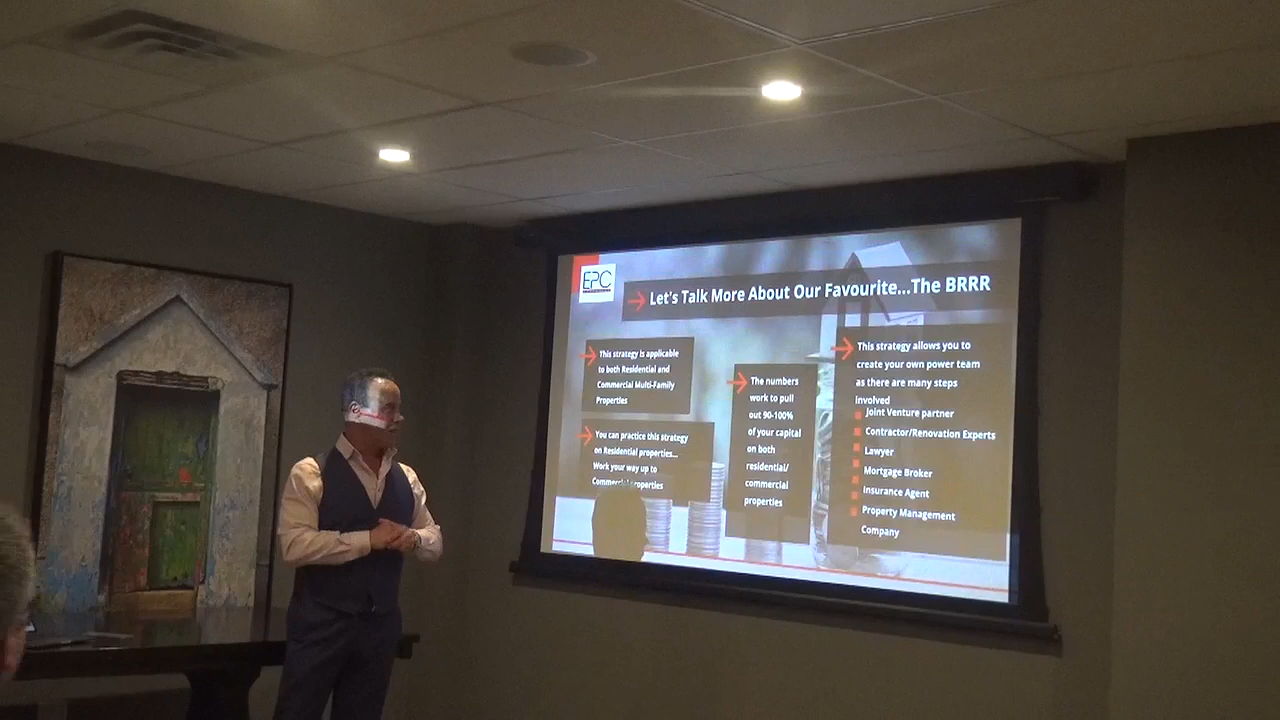 EPC
Let's Talk More About Our Favourite...The BRRR
This strategy is applicable
to both Residential and
Commercial Multi-Family
Properties
You can practice this strategy
on Residential properties...
Work your way up to
Commercial properties
The numbers
work to pull
out 90-100%
of your capital
on both
residential/
commercial
properties
This strategy allows you to
create your own power team
as there are many steps
involved
Joint Venture partner
Contractor/Renovation Experts
Lawyer
Mortgage Broker
Insurance Agent
Property Management
Company